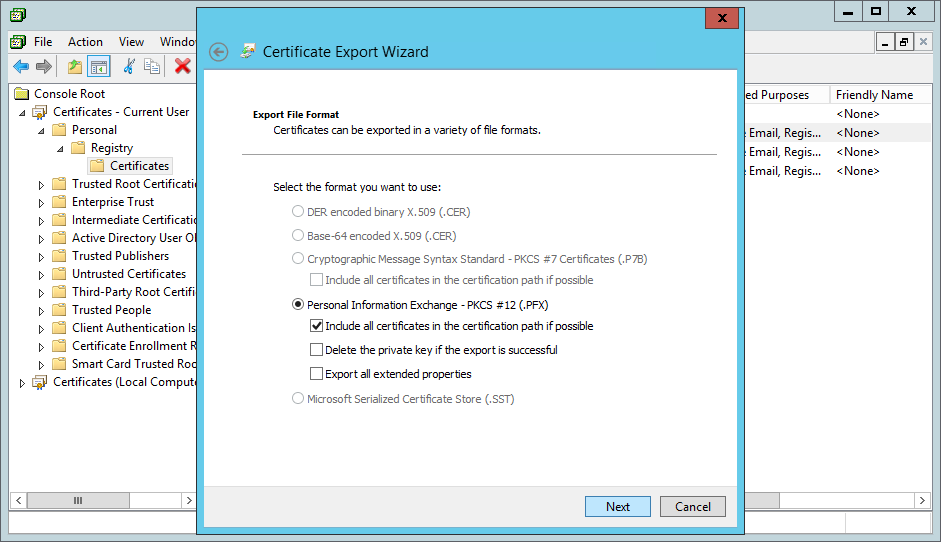 File Action View Windo
Console Root
Certificates - Current User
Personal
Registry
Certificates
Trusted Root Certificati
Enterprise Trust
Intermediate Certificatio
Active Directory User Ol
Trusted Publishers
Untrusted Certificates
Third-Party Root Certifi
Trusted People
Client Authentication Is
Certificate Enrollment R
Smart Card Trusted Roo
Certificates (Local Compute
Certificate Export Wizard
Export File Format
Certificates can be exported in a variety of file formats.
Select the format you want to use:
DER encoded binary X.509 (.CER)
Base-64 encoded X.509 (.CER)
Cryptographic Message Syntax Standard - PKCS #7 Certificates (.P7B)
Include all certificates in the certification path if possible
Personal Information Exchange - PKCS #12 (.PFX)
Include all certificates in the certification path if possible
Delete the private key if the export is successful
Export all extended properties
Microsoft Serialized Certificate Store (.SST)
Next Cancel
ed Purposes Friendly Name
<None>
e Email, Regis... <None>
e Email, Regis... <None>
e Email, Regis... <None>